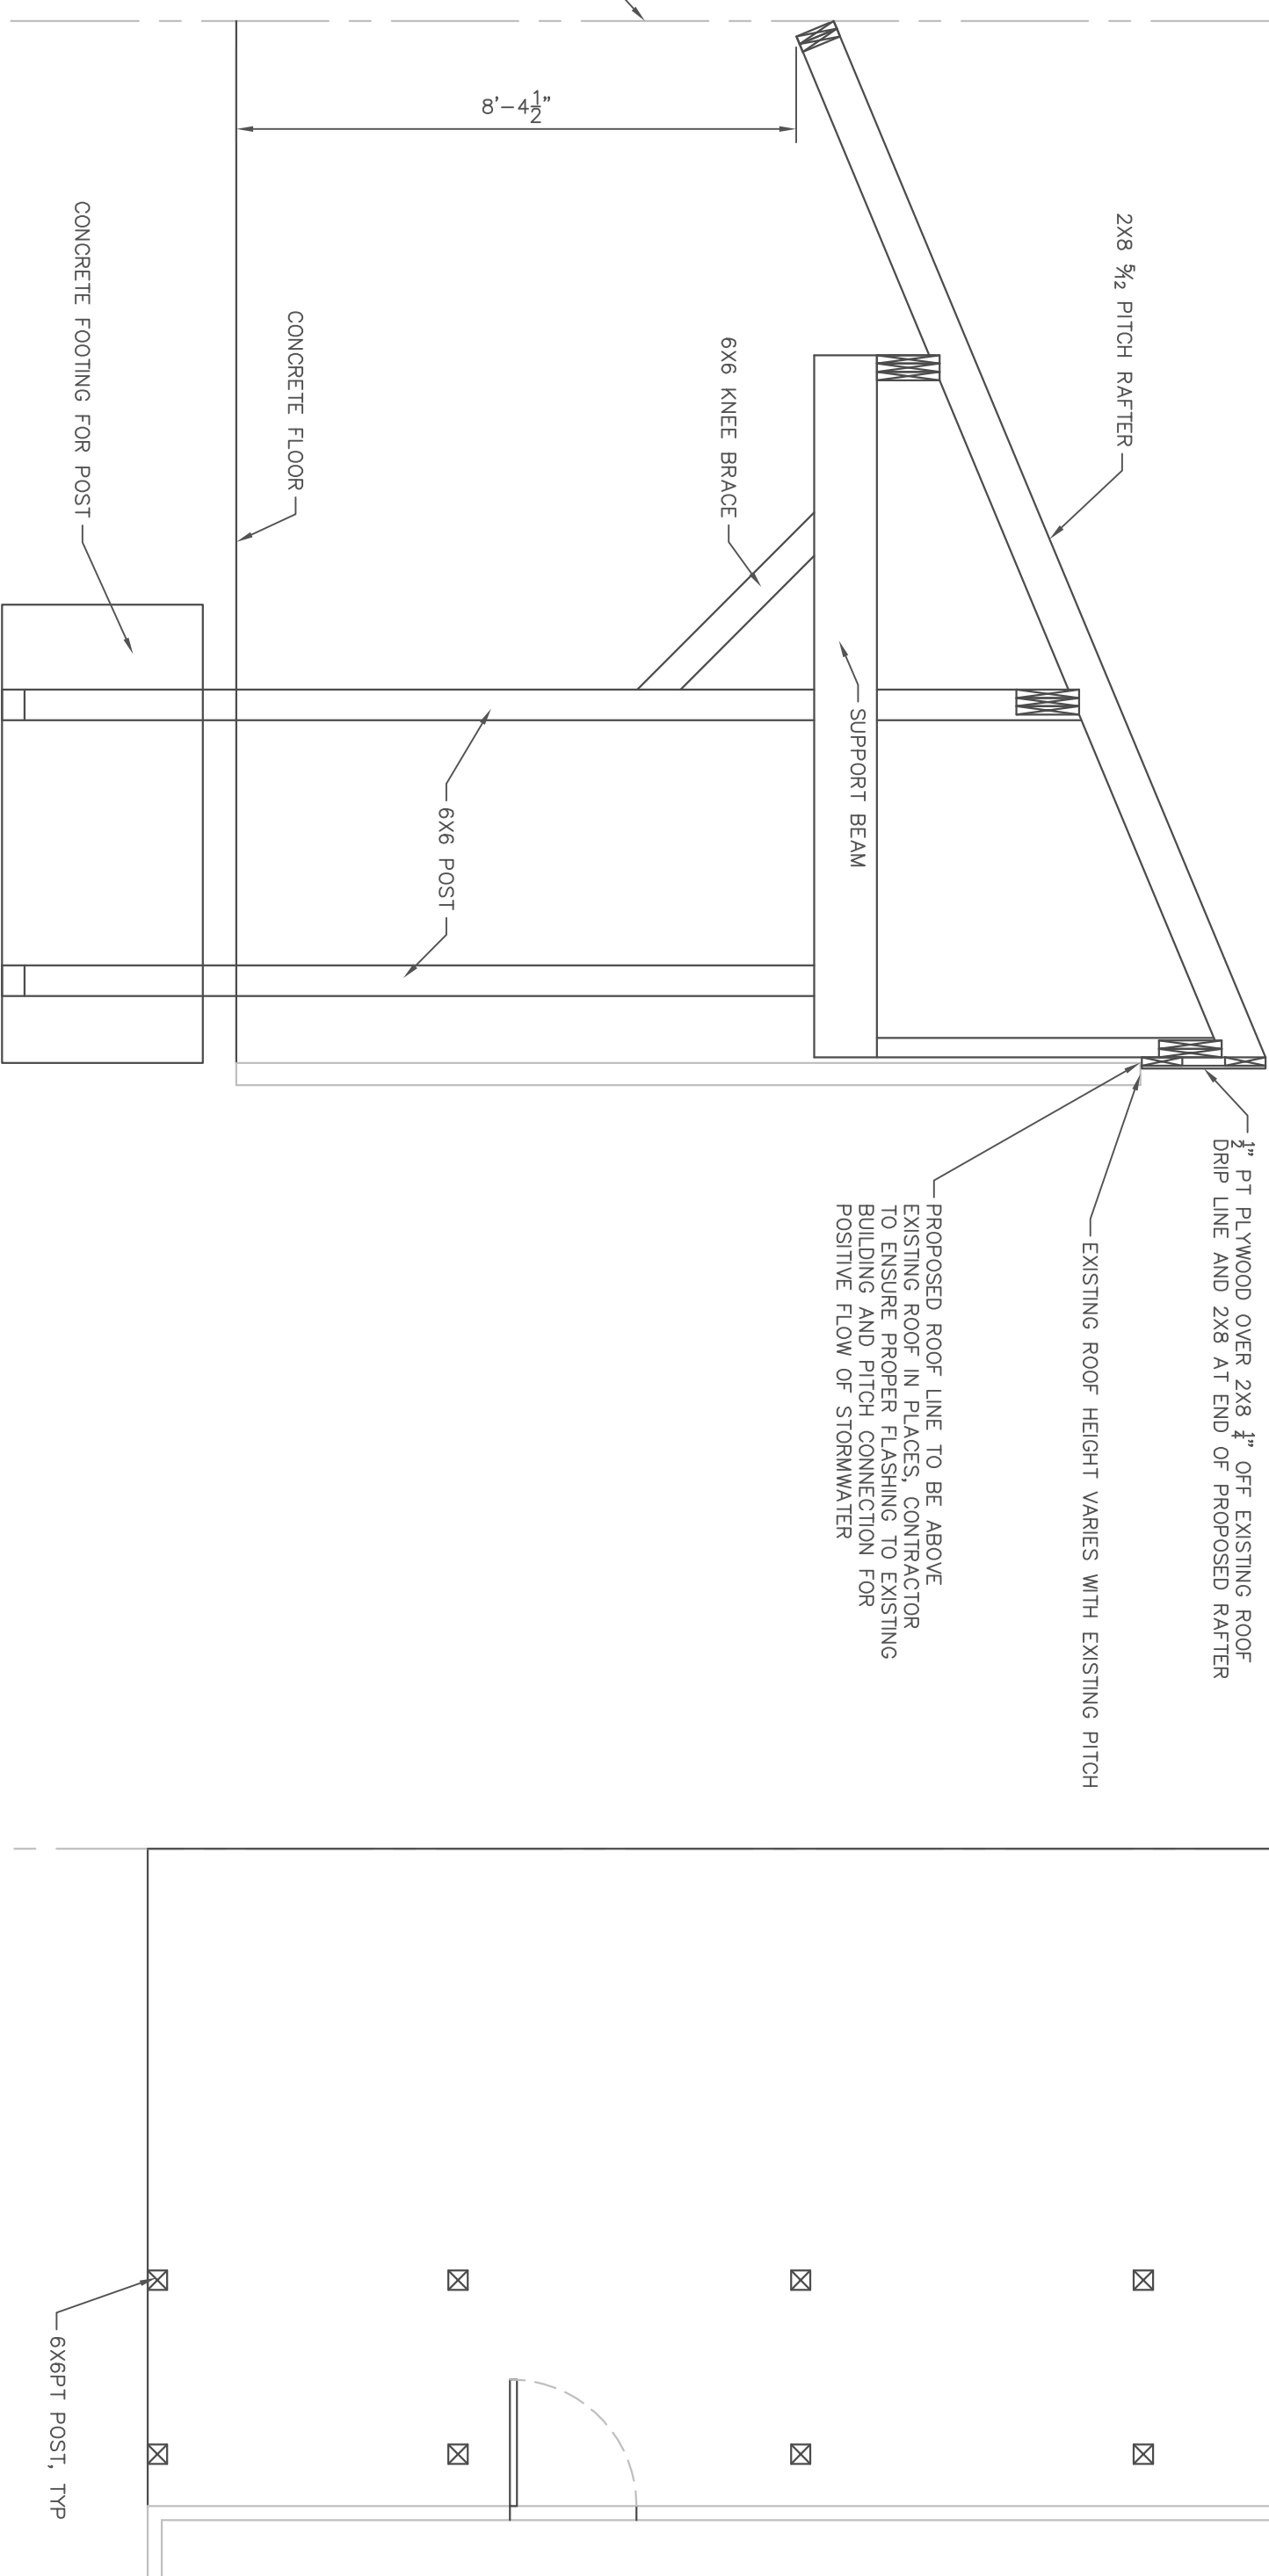 ½" PT PLYWOOD OVER 2X8 ¼" OFF EXISTING ROOF
DRIP LINE AND 2X8 AT END OF PROPOSED RAFTER
2X8 5/12 PITCH RAFTER
EXISTING ROOF HEIGHT VARIES WITH EXISTING PITCH
PROPOSED ROOF LINE TO BE ABOVE
EXISTING ROOF IN PLACES, CONTRACTOR
TO ENSURE PROPER FLASHING TO EXISTING
BUILDING AND PITCH CONNECTION FOR
POSITIVE FLOW OF STORMWATER
SUPPORT BEAM
6X6 KNEE BRACE
8'-4½"
6X6 POST
CONCRETE FLOOR
CONCRETE FOOTING FOR POST
6X6PT POST, TYP